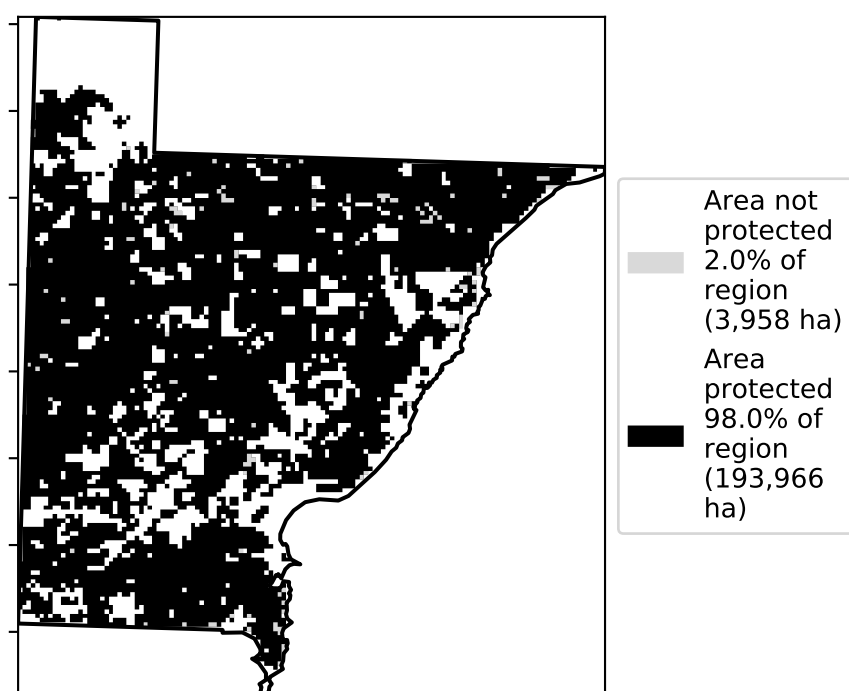 Area not
protected
2.0% of
region
(3,958 ha)
Area
protected
98.0% of
region
(193,966
ha)